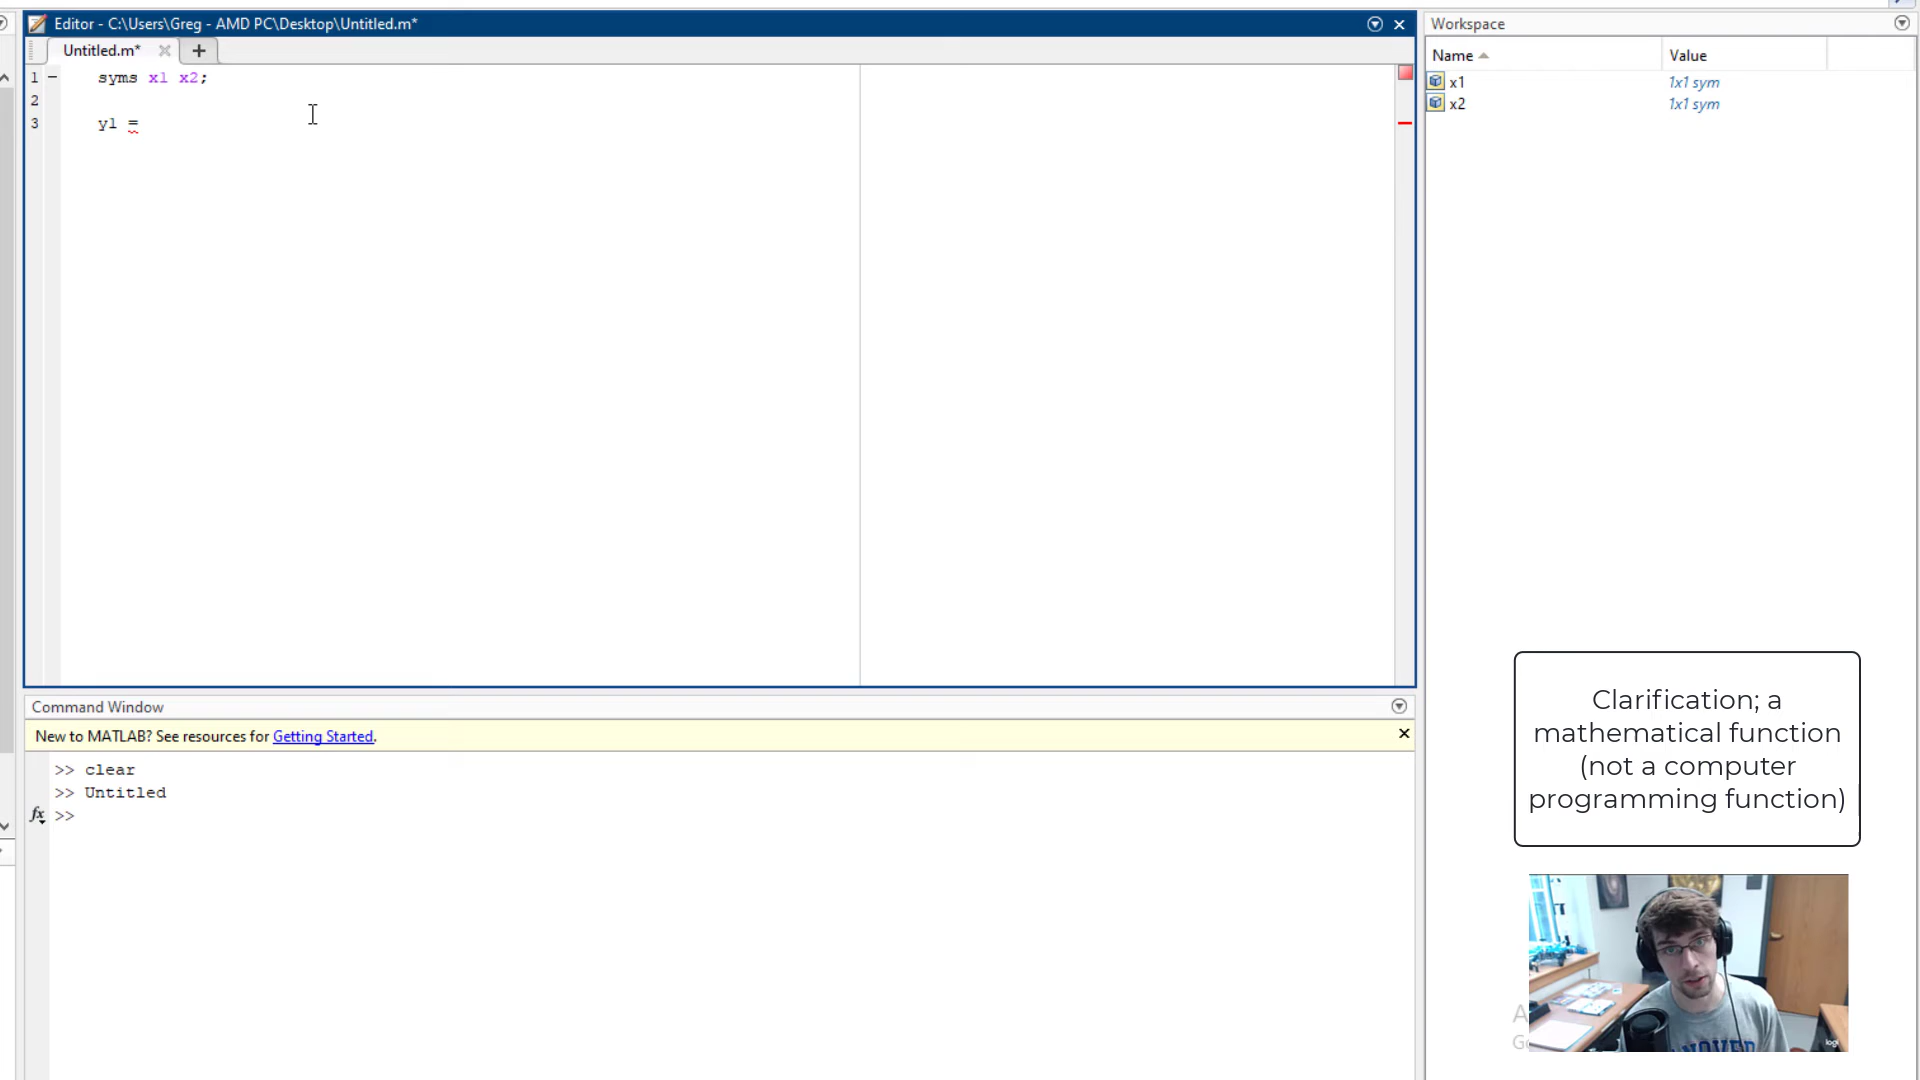 Editor - C:\Users\Greg - AMD PC\Desktop\Untitled.m*
Untitled.m*
1 syms x1 x2;
2
3 y1 =
Command Window
New to MATLAB? See resources for Getting Started.
>> clear
>> Untitled
fx >>
Workspace
Name Value
x1 1x1 sym
x2 1x1 sym
Clarification; a
mathematical function
(not a computer
programming function)
logi